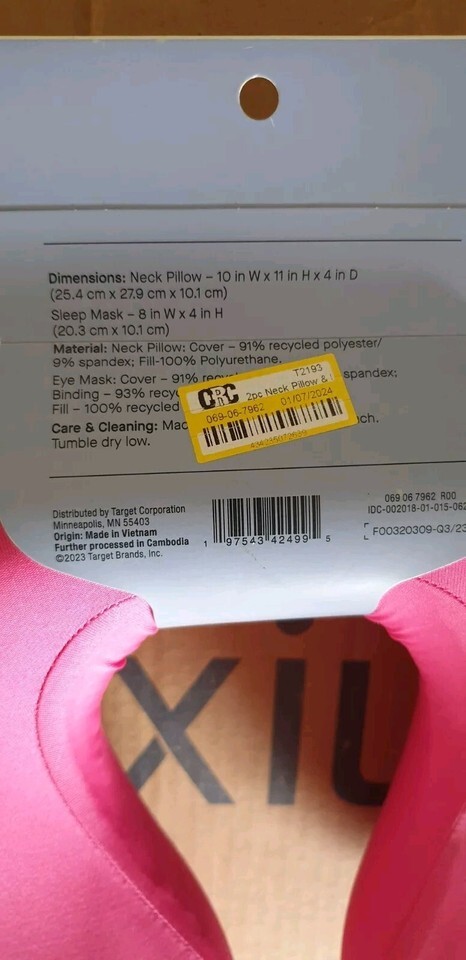 Dimensions: Neck Pillow – 10 in W x 11 in H x 4 in D
(25.4 cm x 27.9 cm x 10.1 cm)
Sleep Mask – 8 in W x 4 in H
(20.3 cm x 10.1 cm)
Material: Neck Pillow: Cover – 91% recycled polyester/
9% spandex; Fill-100% Polyurethane.
Eye Mask: Cover – 91% spandex;
Binding – 93%
Fill – 100% recycled
Care & Cleaning:
Tumble dry low.
T2193
CRC 2pc Neck Pillow &
069-06-7962 01/07/2024
Distributed by Target Corporation
Minneapolis, MN 55403
Origin: Made in Vietnam
Further processed in Cambodia
©2023 Target Brands, Inc.
1 97543 42499 5
069 06 7962 R00
IDC-002018-01-015-062
F00320309-Q3/23
xiu